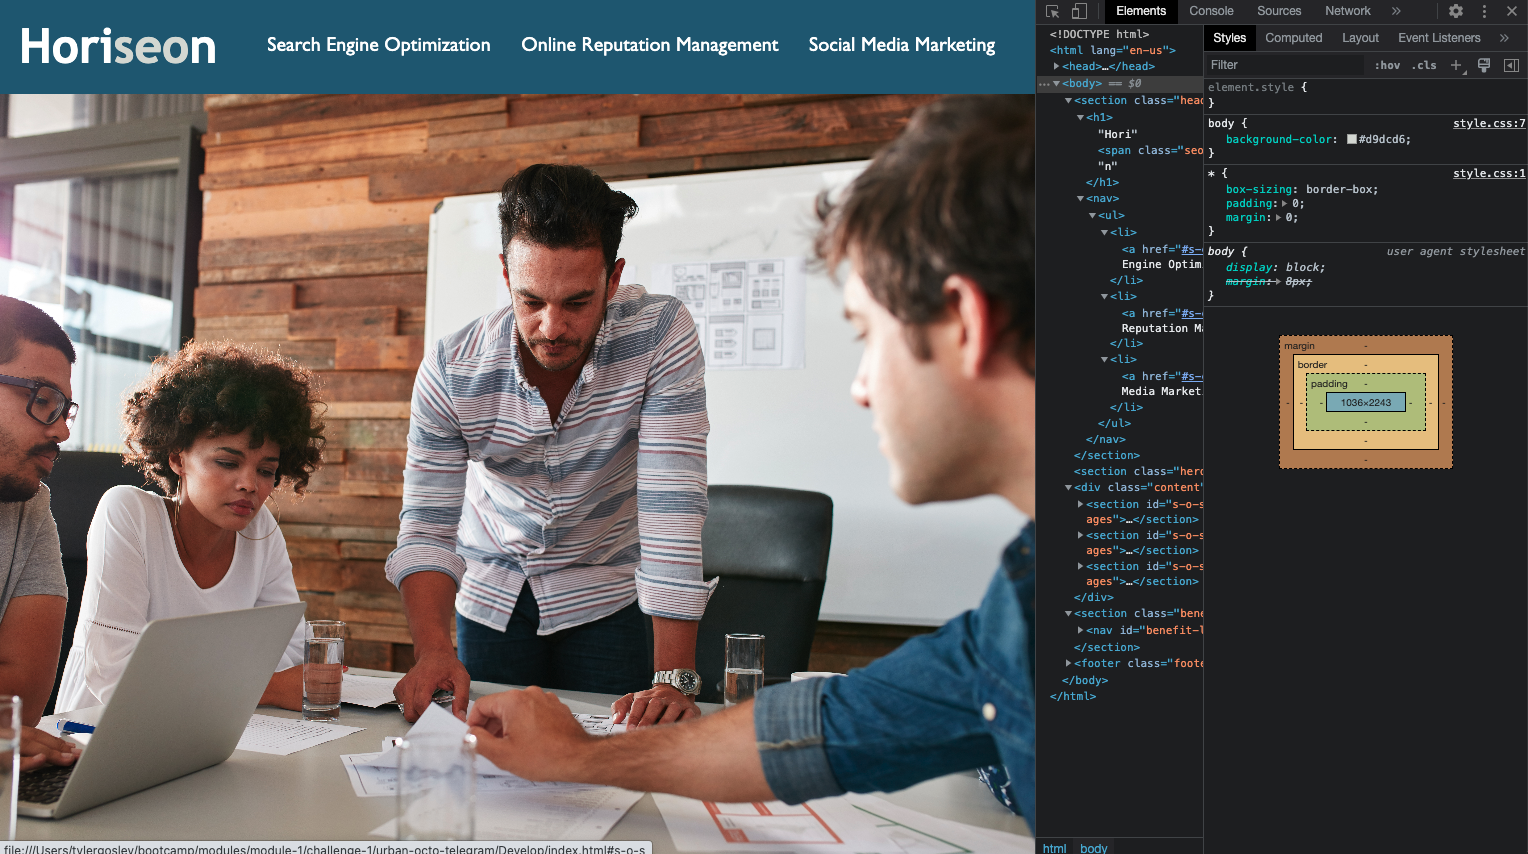 Horiseon
Search Engine Optimization
Online Reputation Management
Social Media Marketing
Elements
Console
Sources
Network
»
<!DOCTYPE html>
<html lang="en-us">
<head>…</head>
<body> == $0
<section class="head
<h1>
"Hori"
<span class="seo
"n"
</h1>
<nav>
<ul>
<li>
<a href="#s-
Engine Optim
</li>
<li>
<a href="#s-
Reputation Ma
</li>
<li>
<a href="#s-
Media Market
</li>
</ul>
</nav>
</section>
<section class="hero
<div class="content"
<section id="s-o-s
ages">…</section>
<section id="s-o-s
ages">…</section>
<section id="s-o-s
ages">…</section>
</div>
<section class="bene
<nav id="benefit-l
</section>
<footer class="foote
</body>
</html>
html body
Styles
Computed
Layout
Event Listeners
»
Filter
:hov .cls +
element.style {
}
body {
style.css:7
background-color: #d9dcd6;
}
* {
style.css:1
box-sizing: border-box;
padding: 0;
margin: 0;
}
body {
user agent stylesheet
display: block;
margin: 8px;
}
margin -
border -
padding -
- - - 1036×2243 - - -
-
-
-
file:///Users/tylergosley/bootcamp/modules/module-1/challenge-1/urban-octo-telegram/Develop/index.html#s-o-s